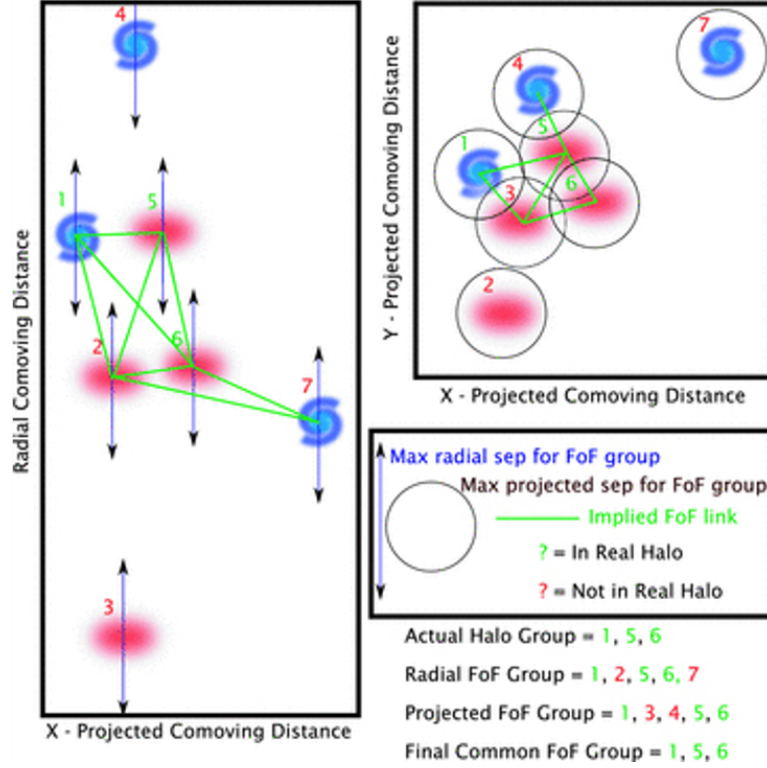 4
1
5
2
6
7
3
Radial Comoving Distance
X - Projected Comoving Distance
7
4
5
1
6
3
2
Y - Projected Comoving Distance
X - Projected Comoving Distance
Max radial sep for FoF group
Max projected sep for FoF group
Implied FoF link
? = In Real Halo
? = Not in Real Halo
Actual Halo Group = 1, 5, 6
Radial FoF Group = 1, 2, 5, 6, 7
Projected FoF Group = 1, 3, 4, 5, 6
Final Common FoF Group = 1, 5, 6